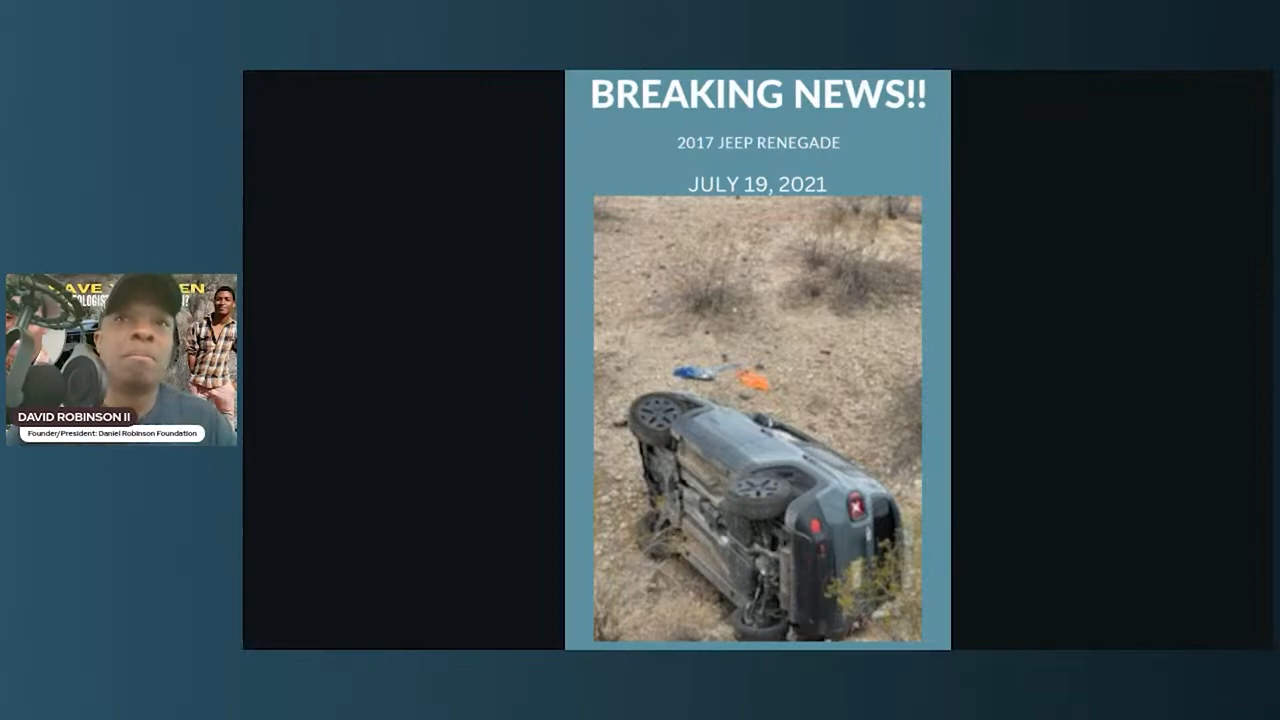 BREAKING NEWS!!
2017 JEEP RENEGADE
JULY 19, 2021
DAVID ROBINSON II
Founder/President: Daniel Robinson Foundation